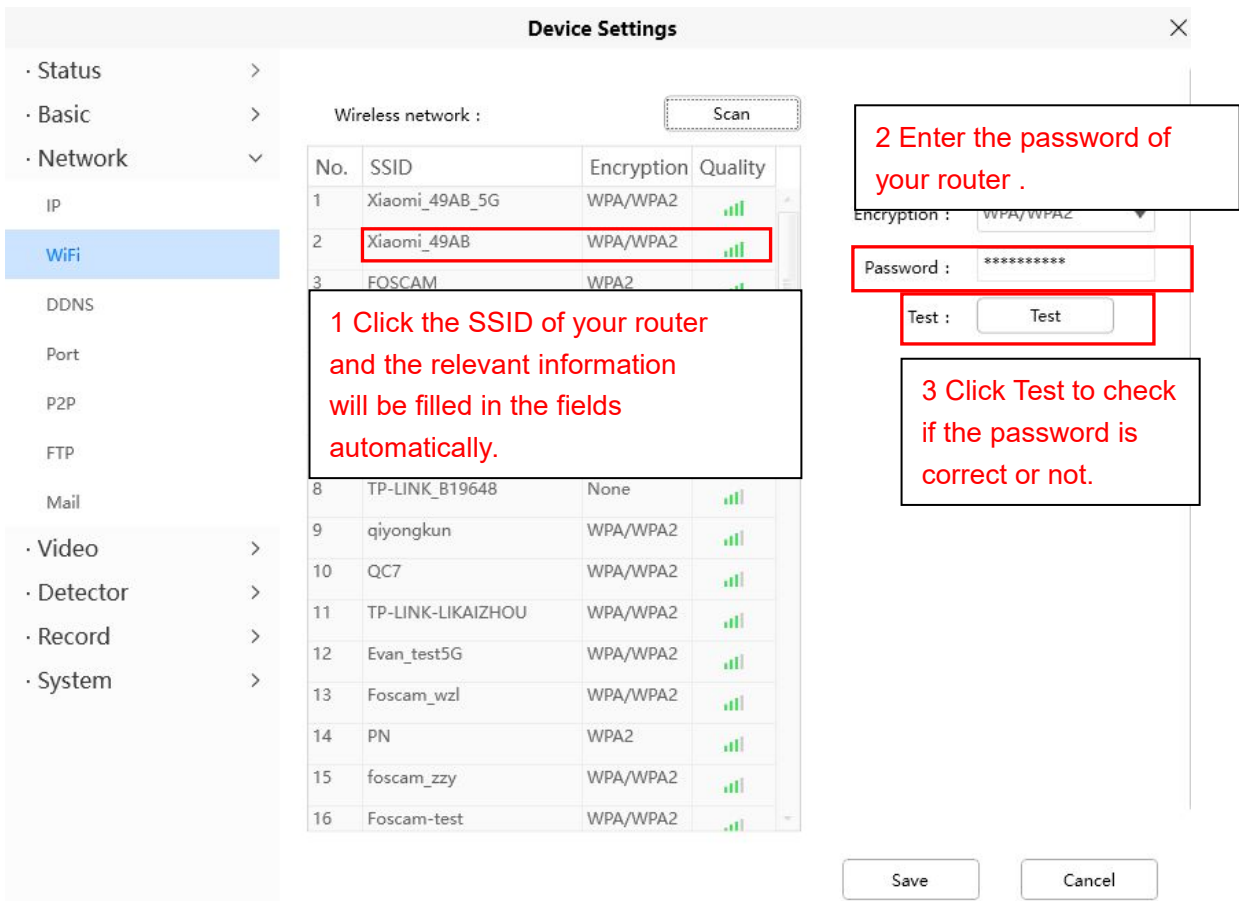 Device Settings
· Status
· Basic
· Network
IP
WiFi
DDNS
Port
P2P
FTP
Mail
· Video
· Detector
· Record
· System
Wireless network :
Scan
No. SSID Encryption Quality
1 Xiaomi_49AB_5G WPA/WPA2
2 Xiaomi_49AB WPA/WPA2
3 FOSCAM WPA2
1 Click the SSID of your router
and the relevant information
will be filled in the fields
automatically.
8 TP-LINK_B19648 None
9 qiyongkun WPA/WPA2
10 QC7 WPA/WPA2
11 TP-LINK-LIKAIZHOU WPA/WPA2
12 Evan_test5G WPA/WPA2
13 Foscam_wzl WPA/WPA2
14 PN WPA2
15 foscam_zzy WPA/WPA2
16 Foscam-test WPA/WPA2
2 Enter the password of
your router .
Encryption : WPA/WPA2
Password : **********
Test : Test
3 Click Test to check
if the password is
correct or not.
Save
Cancel